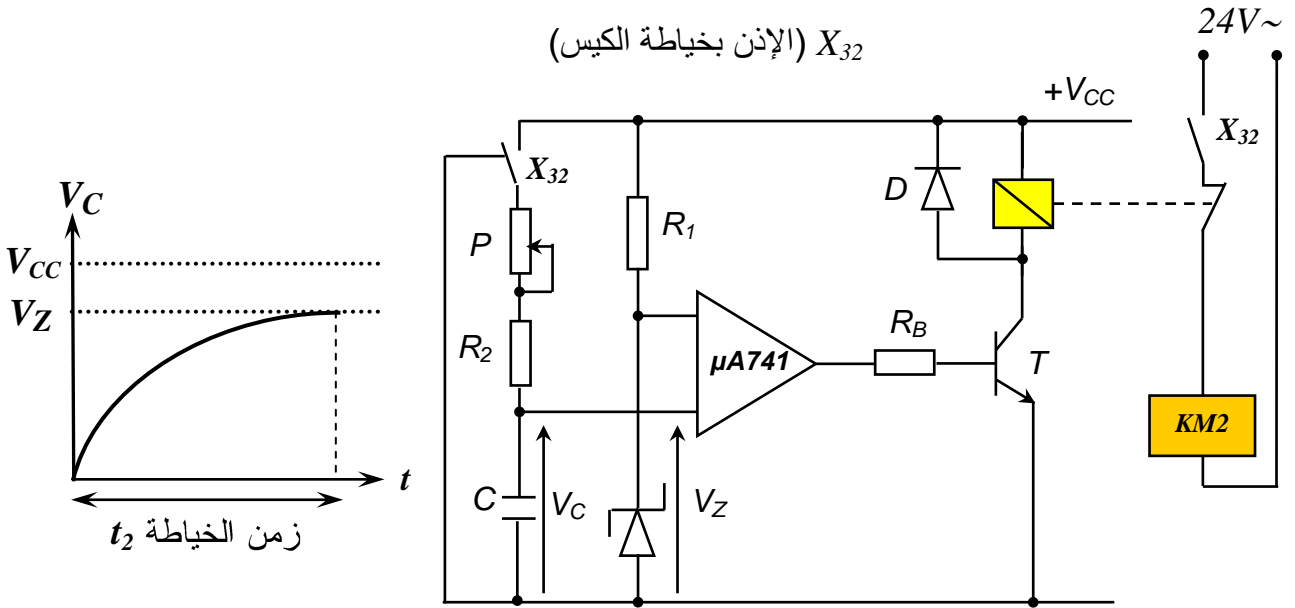 24V~
X32 (الإذن بخياطة الكيس)
+VCC
X32
X32
VC
VCC
VZ
t
زمن الخياطة t2
P
R2
C
VC
R1
VZ
µA741
RB
D
T
KM2